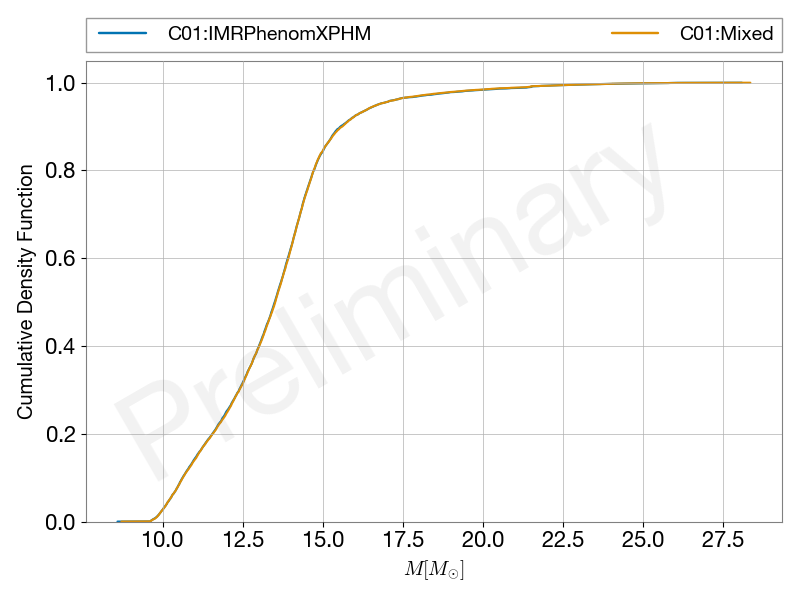 C01:IMRPhenomXPHM C01:Mixed
1.0
0.8
0.6
0.4
0.2
0.0
Cumulative Density Function
Preliminary
10.0 12.5 15.0 17.5 20.0 22.5 25.0 27.5
M[M☉]